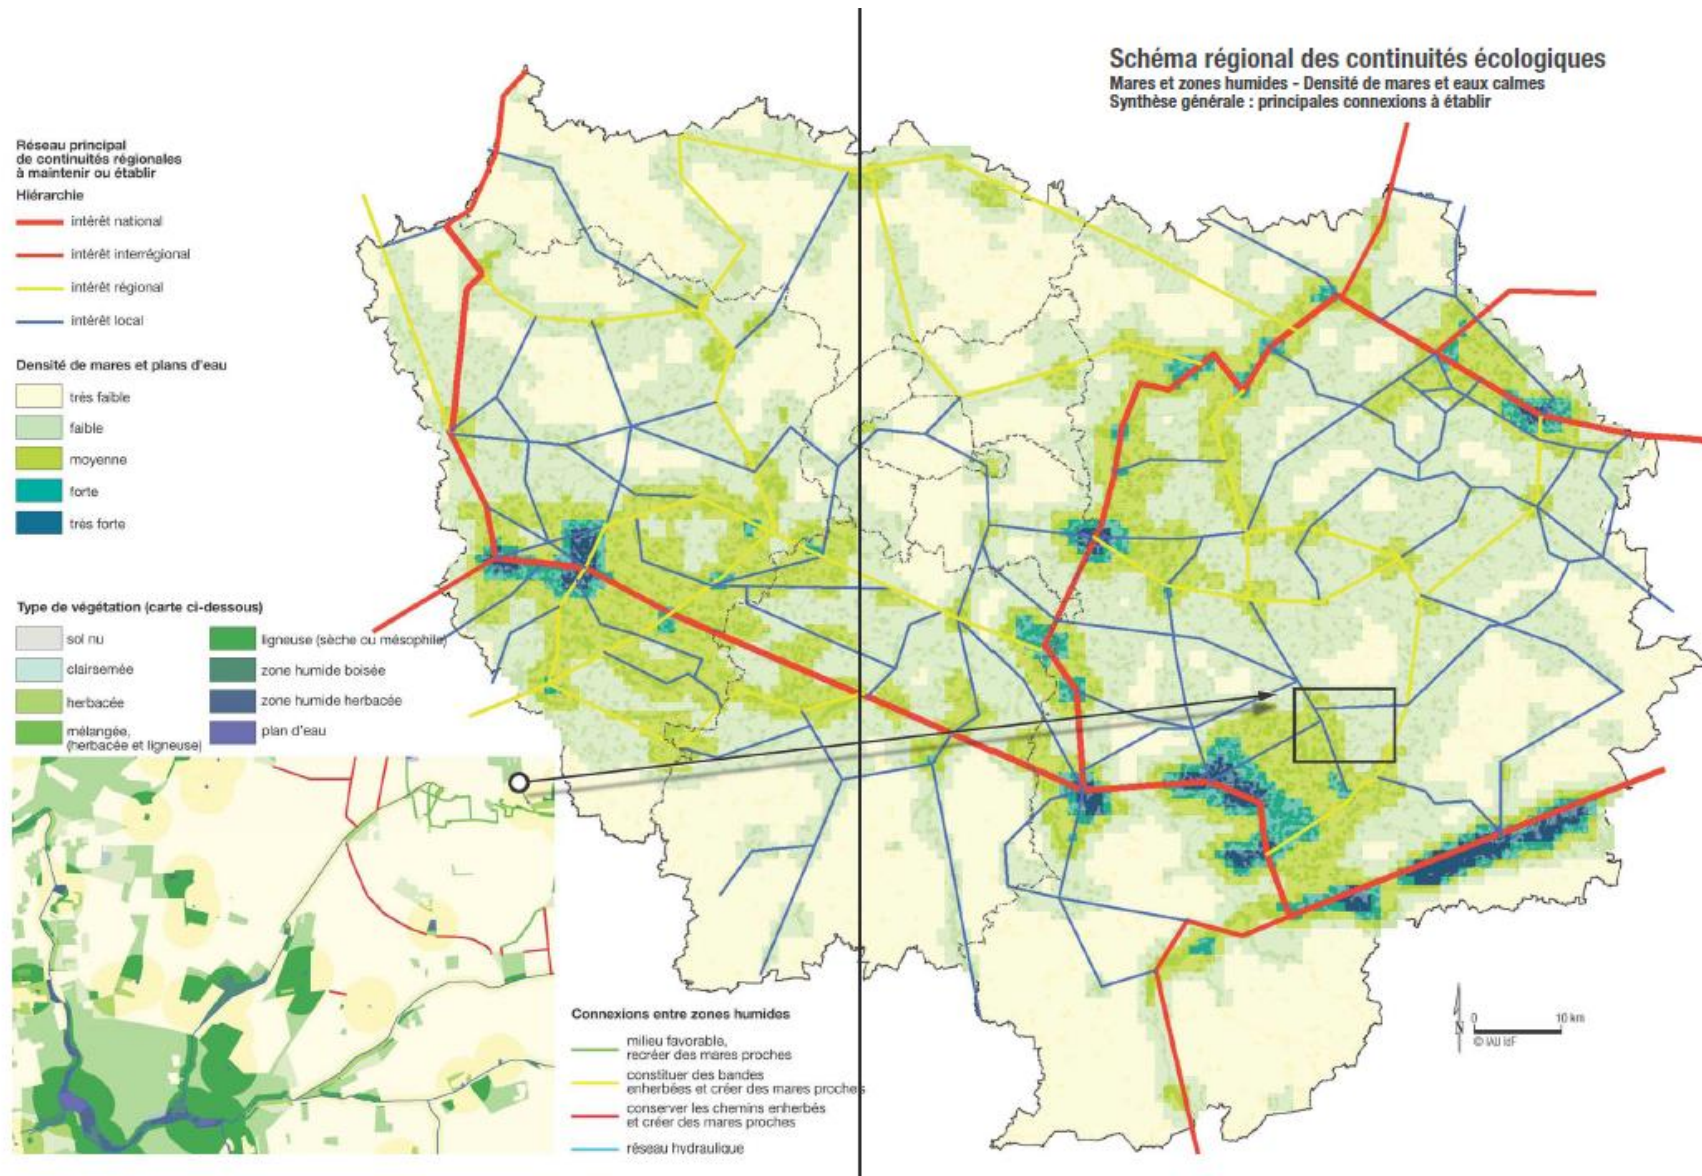 Schéma régional des continuités écologiques
Mares et zones humides - Densité de mares et eaux calmes
Synthèse générale : principales connexions à établir
Réseau principal
de continuités régionales
à maintenir ou établir
Hiérarchie
intérêt national
intérêt interrégional
intérêt régional
intérêt local
Densité de mares et plans d'eau
très faible
faible
moyenne
forte
très forte
Type de végétation (carte ci-dessous)
sol nu
clairsemée
herbacée
mélangée,
(herbacée et ligneuse)
ligneuse (sèche ou mésophile)
zone humide boisée
zone humide herbacée
plan d'eau
Connexions entre zones humides
milieu favorable,
recréer des mares proches
constituer des bandes
enherbées et créer des mares proches
conserver les chemins enherbés
et créer des mares proches
réseau hydraulique
N
0 10 km
© IAU IdF